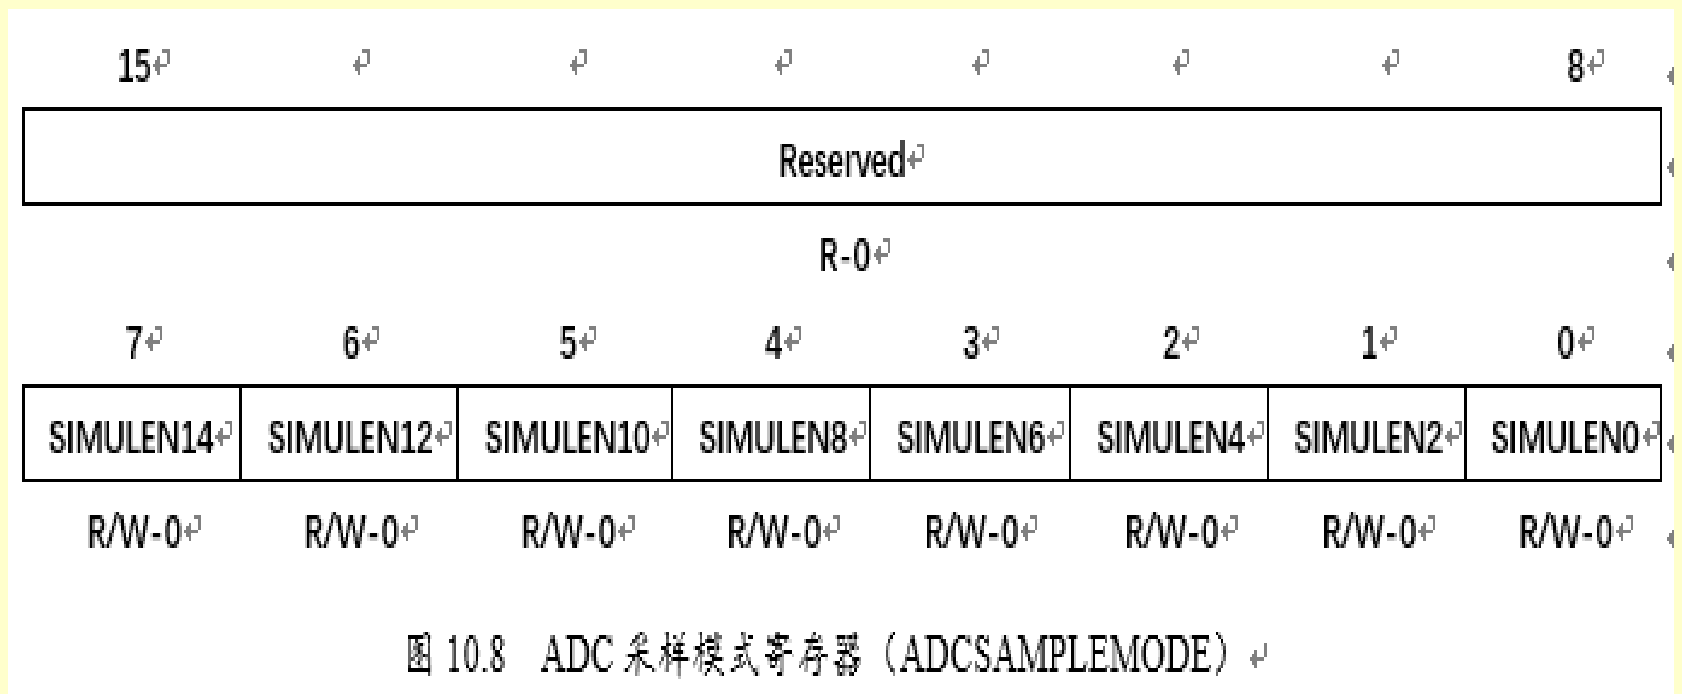 15 8
Reserved
R-0
7 6 5 4 3 2 1 0
SIMULEN14 SIMULEN12 SIMULEN10 SIMULEN8 SIMULEN6 SIMULEN4 SIMULEN2 SIMULEN0
R/W-0 R/W-0 R/W-0 R/W-0 R/W-0 R/W-0 R/W-0 R/W-0
图 10.8 ADC 采样模式寄存器（ADCSAMPLEMODE）